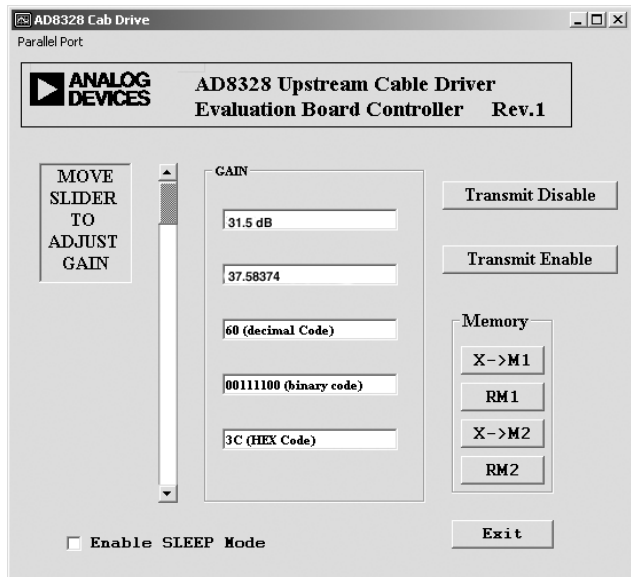 AD8328 Cab Drive
Parallel Port
ANALOG
DEVICES
AD8328 Upstream Cable Driver
Evaluation Board Controller Rev.1
MOVE
SLIDER
TO
ADJUST
GAIN
GAIN
31.5 dB
37.58374
60 (decimal Code)
00111100 (binary code)
3C (HEX Code)
Transmit Disable
Transmit Enable
Memory
X->M1
RM1
X->M2
RM2
Enable SLEEP Mode
Exit